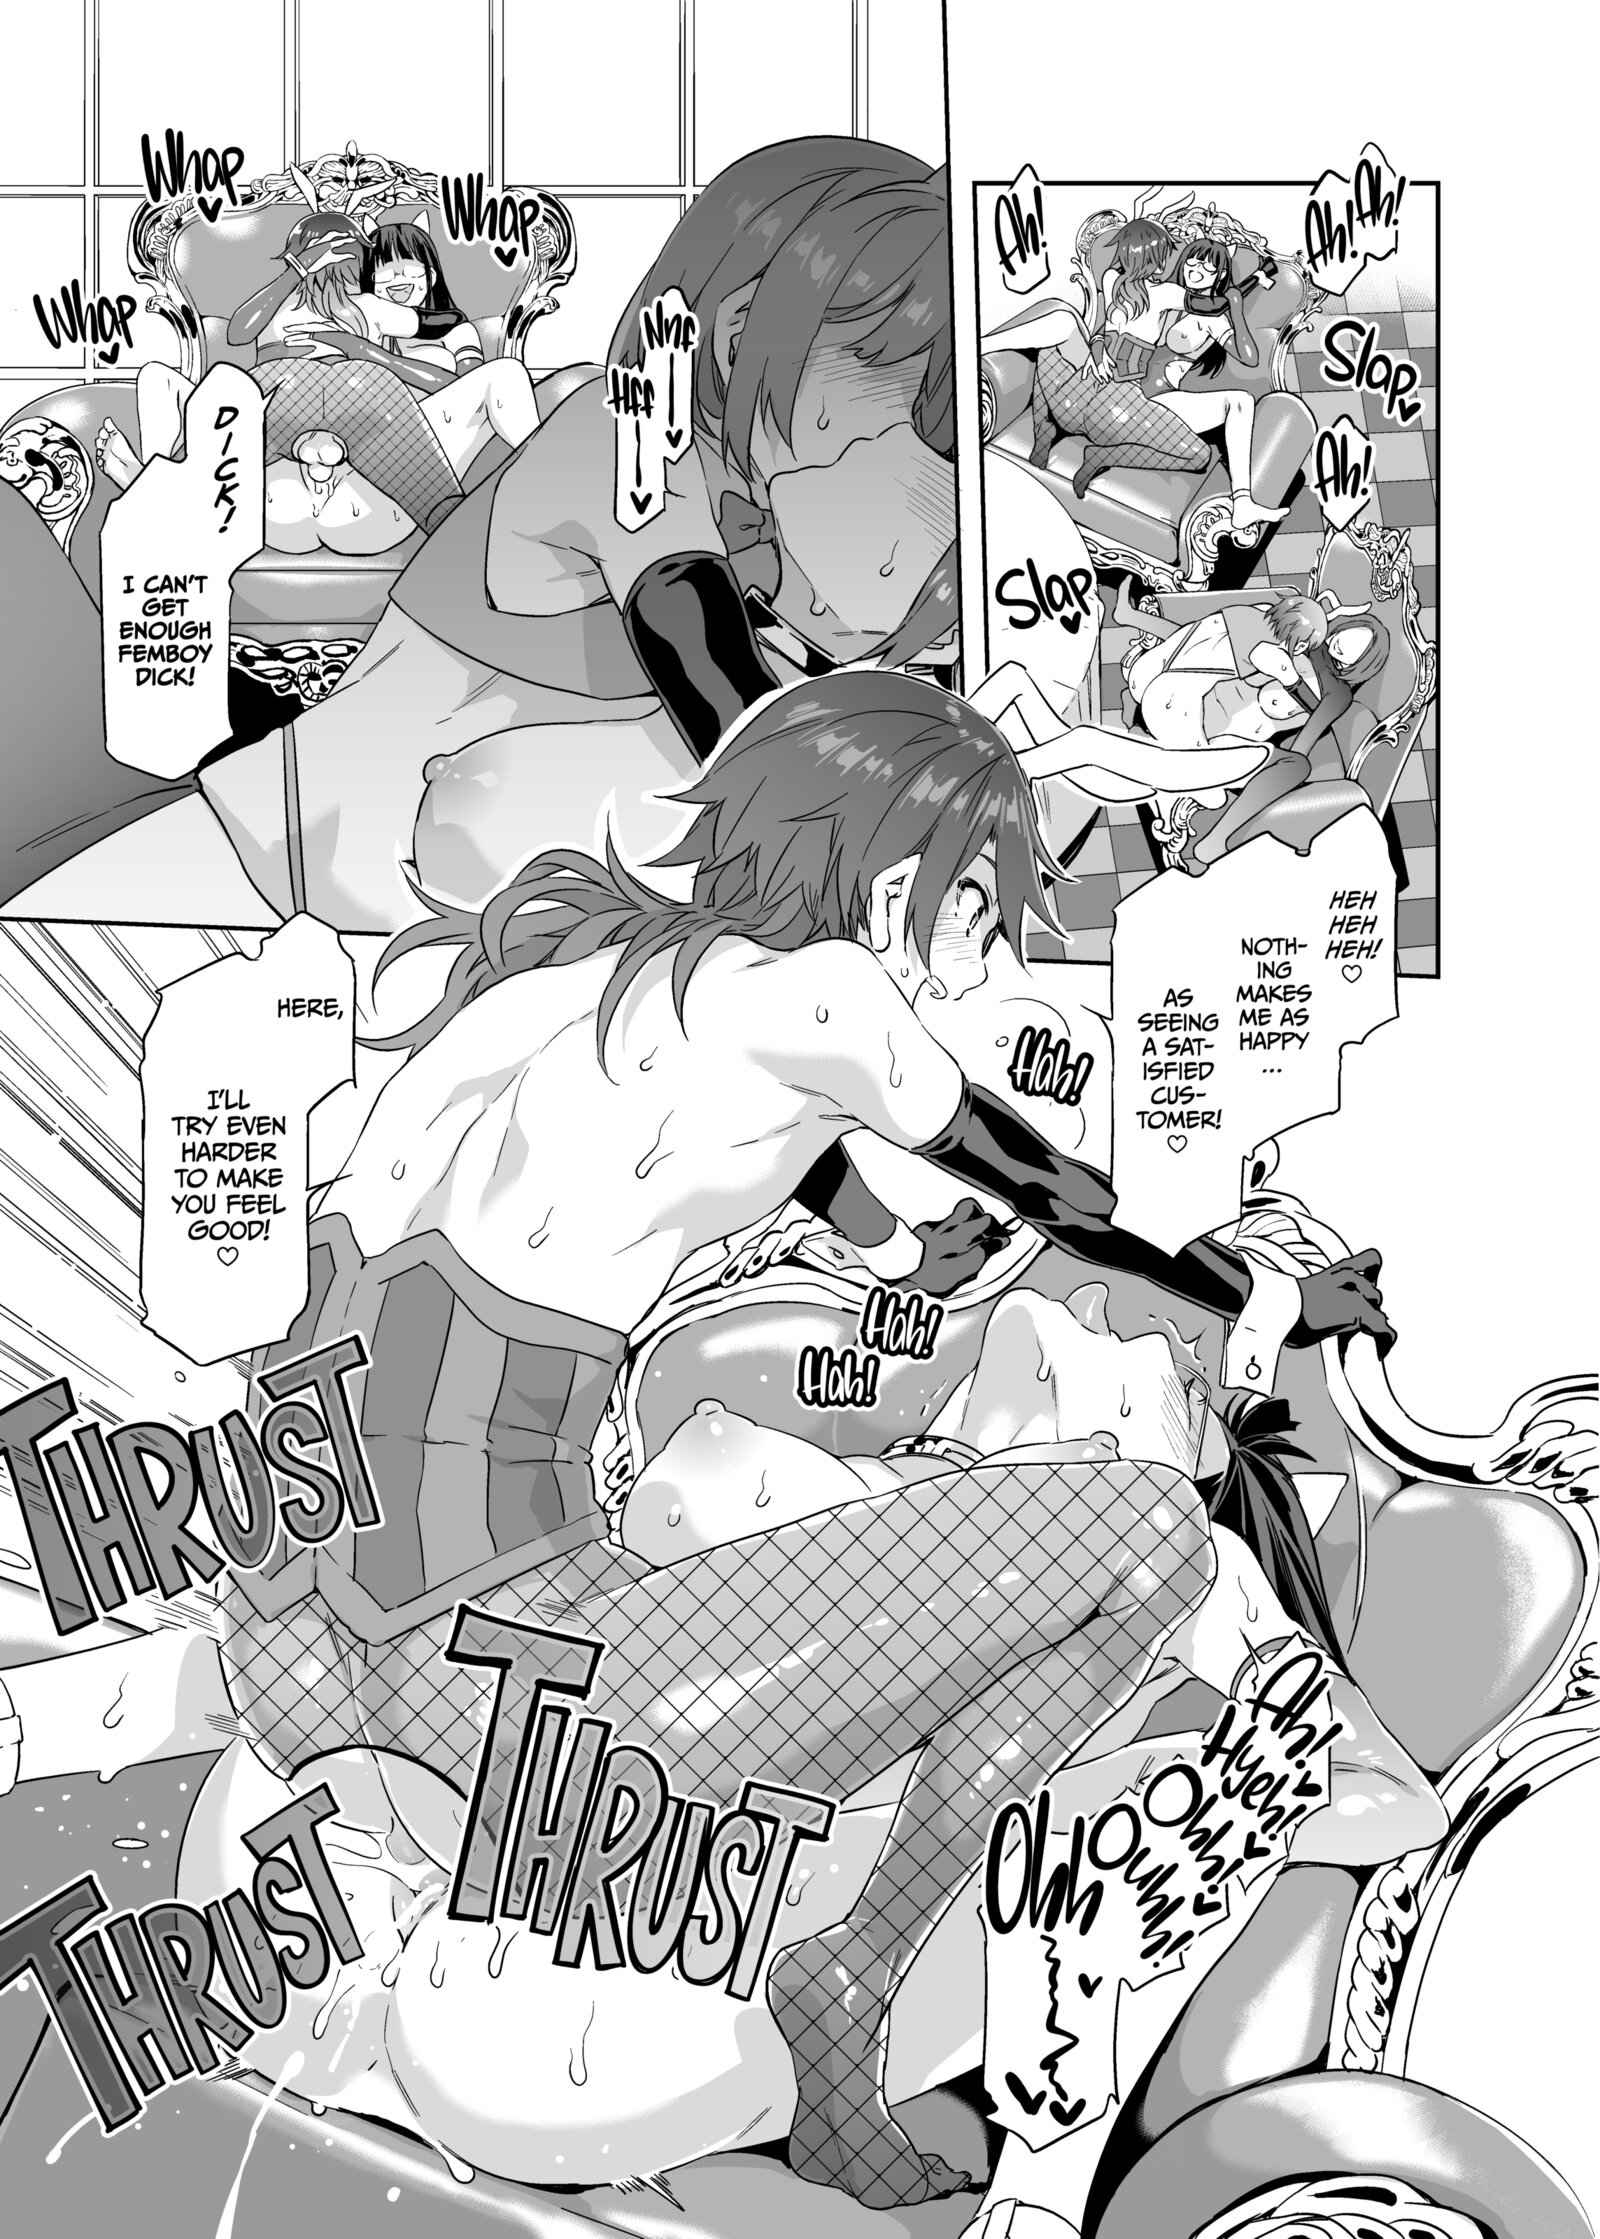 Ah!
Ah!
Ah!
Slap
Ah!
Slap
HEH
HEH
HEH! ♡
NOTH-
ING
MAKES
ME AS
HAPPY
...
AS
SEEING
A SAT-
ISFIED
CUS-
TOMER!
♡
Whap
♥
Whap
♥
Whap
♥
Nnf
♥
Hff
♥
DICK!
I CAN'T
GET
ENOUGH
FEMBOY
DICK!
HERE,
I'LL
TRY EVEN
HARDER
TO MAKE
YOU FEEL
GOOD!
♡
Hah!
Hah!
Hah!
THRUST
THRUST
THRUST
Ah!
♥
Hyeh!
♥
Ohh!
♥
Ouhh!
♥
Ohh
♥♥